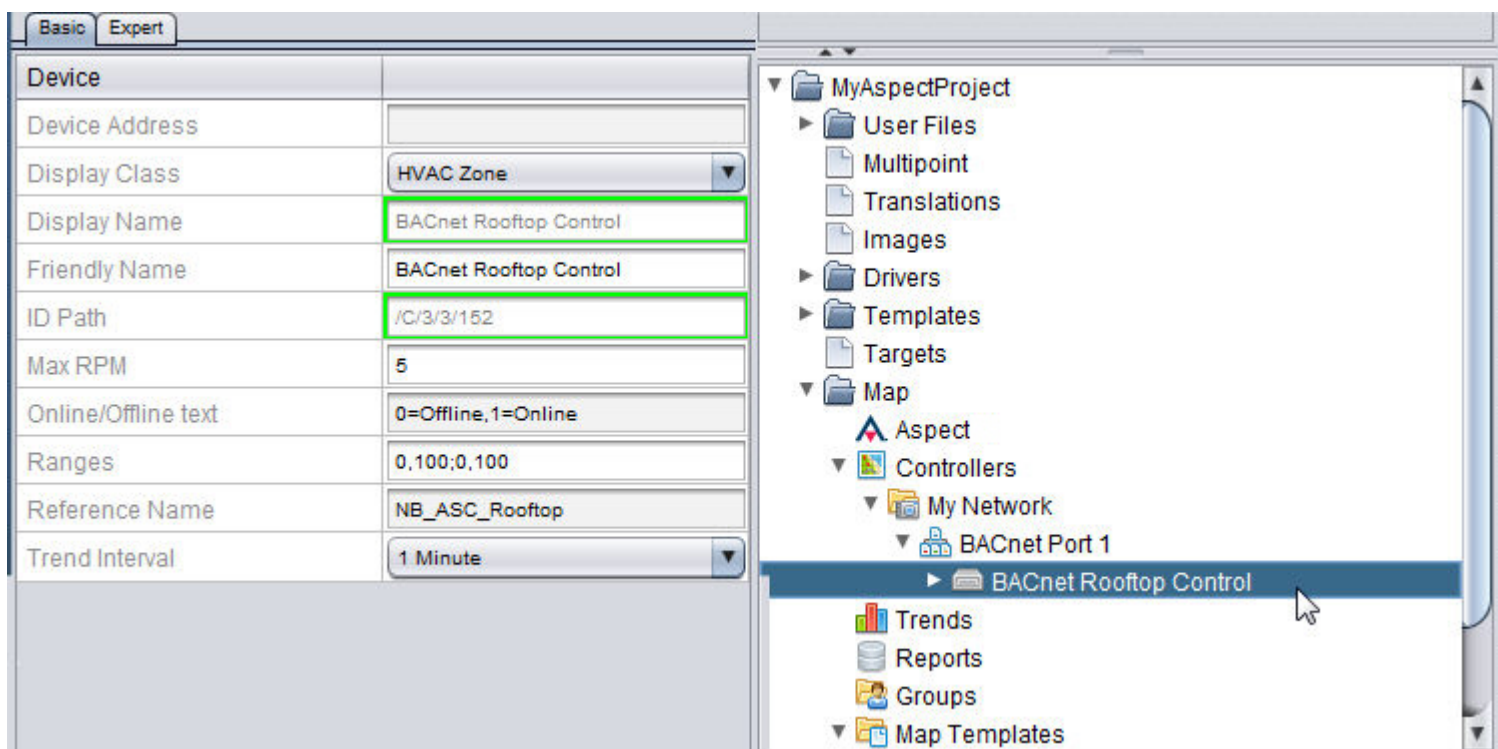 Basic Expert
Device
Device Address
Display Class HVAC Zone
Display Name BACnet Rooftop Control
Friendly Name BACnet Rooftop Control
ID Path /C/3/3/152
Max RPM 5
Online/Offline text 0=Offline,1=Online
Ranges 0,100;0,100
Reference Name NB_ASC_Rooftop
Trend Interval 1 Minute
MyAspectProject
User Files
Multipoint
Translations
Images
Drivers
Templates
Targets
Map
Aspect
Controllers
My Network
BACnet Port 1
BACnet Rooftop Control
Trends
Reports
Groups
Map Templates